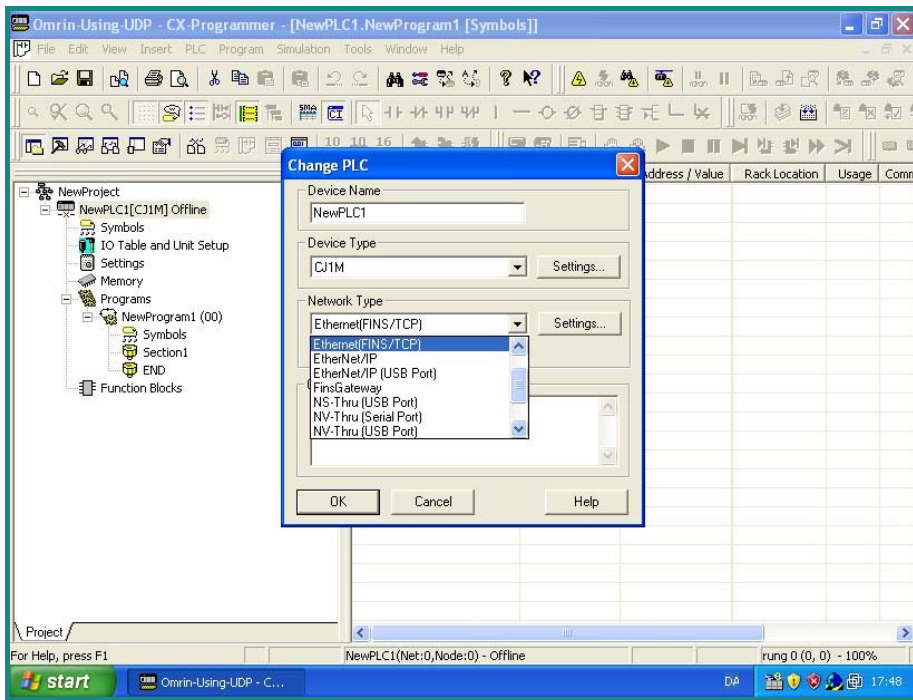 Omrin-Using-UDP - CX-Programmer - [NewPLC1.NewProgram1 [Symbols]]
File Edit View Insert PLC Program Simulation Tools Window Help
10 10 16
Address / Value Rack Location Usage Comm
NewProject
NewPLC1[CJ1M] Offline
Symbols
IO Table and Unit Setup
Settings
Memory
Programs
NewProgram1 (00)
Symbols
Section1
END
Function Blocks
Change PLC
Device Name
NewPLC1
Device Type
CJ1M Settings...
Network Type
Ethernet(FINS/TCP) Settings...
Ethernet(FINS/TCP)
EtherNet/IP
EtherNet/IP (USB Port)
FinsGateway
NS-Thru (USB Port)
NV-Thru (Serial Port)
NV-Thru (USB Port)
OK Cancel Help
Project
For Help, press F1 NewPLC1(Net:0,Node:0) - Offline rung 0 (0, 0) - 100%
start Omrin-Using-UDP - C... DA 17:48